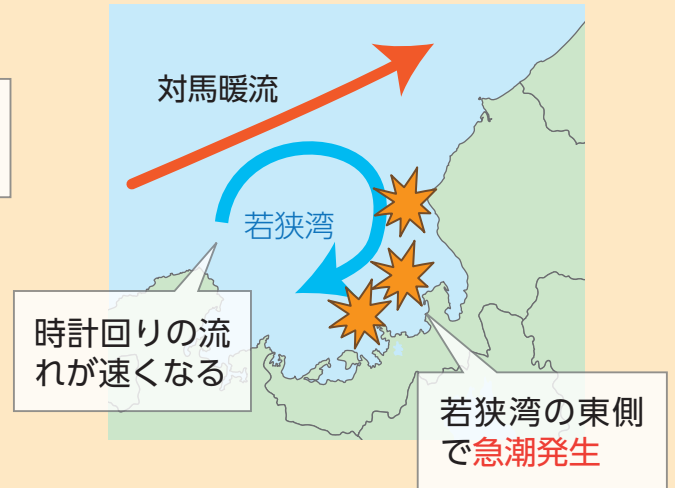 対馬暖流
若狭湾
時計回りの流
れが速くなる
若狭湾の東側
で急潮発生